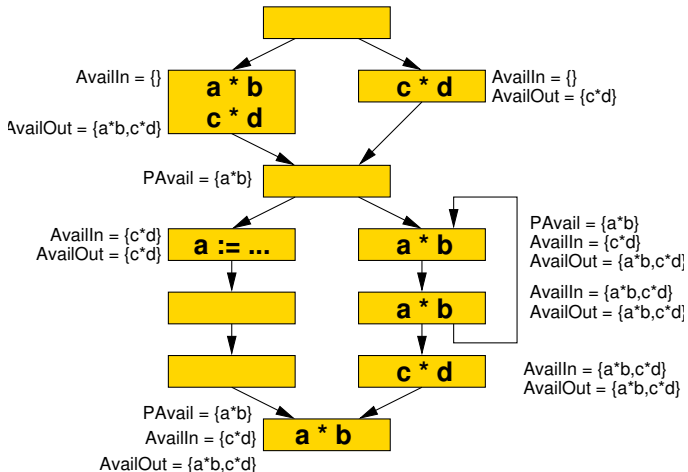 AvailIn = {}
a * b
c * d
AvailOut = {a*b,c*d}
c * d
AvailIn = {}
AvailOut = {c*d}
PAvail = {a*b}
AvailIn = {c*d}
AvailOut = {c*d}
a := ...
a * b
PAvail = {a*b}
AvailIn = {c*d}
AvailOut = {a*b,c*d}
a * b
AvailIn = {a*b,c*d}
AvailOut = {a*b,c*d}
c * d
AvailIn = {a*b,c*d}
AvailOut = {a*b,c*d}
PAvail = {a*b}
AvailIn = {c*d}
AvailOut = {a*b,c*d}
a * b